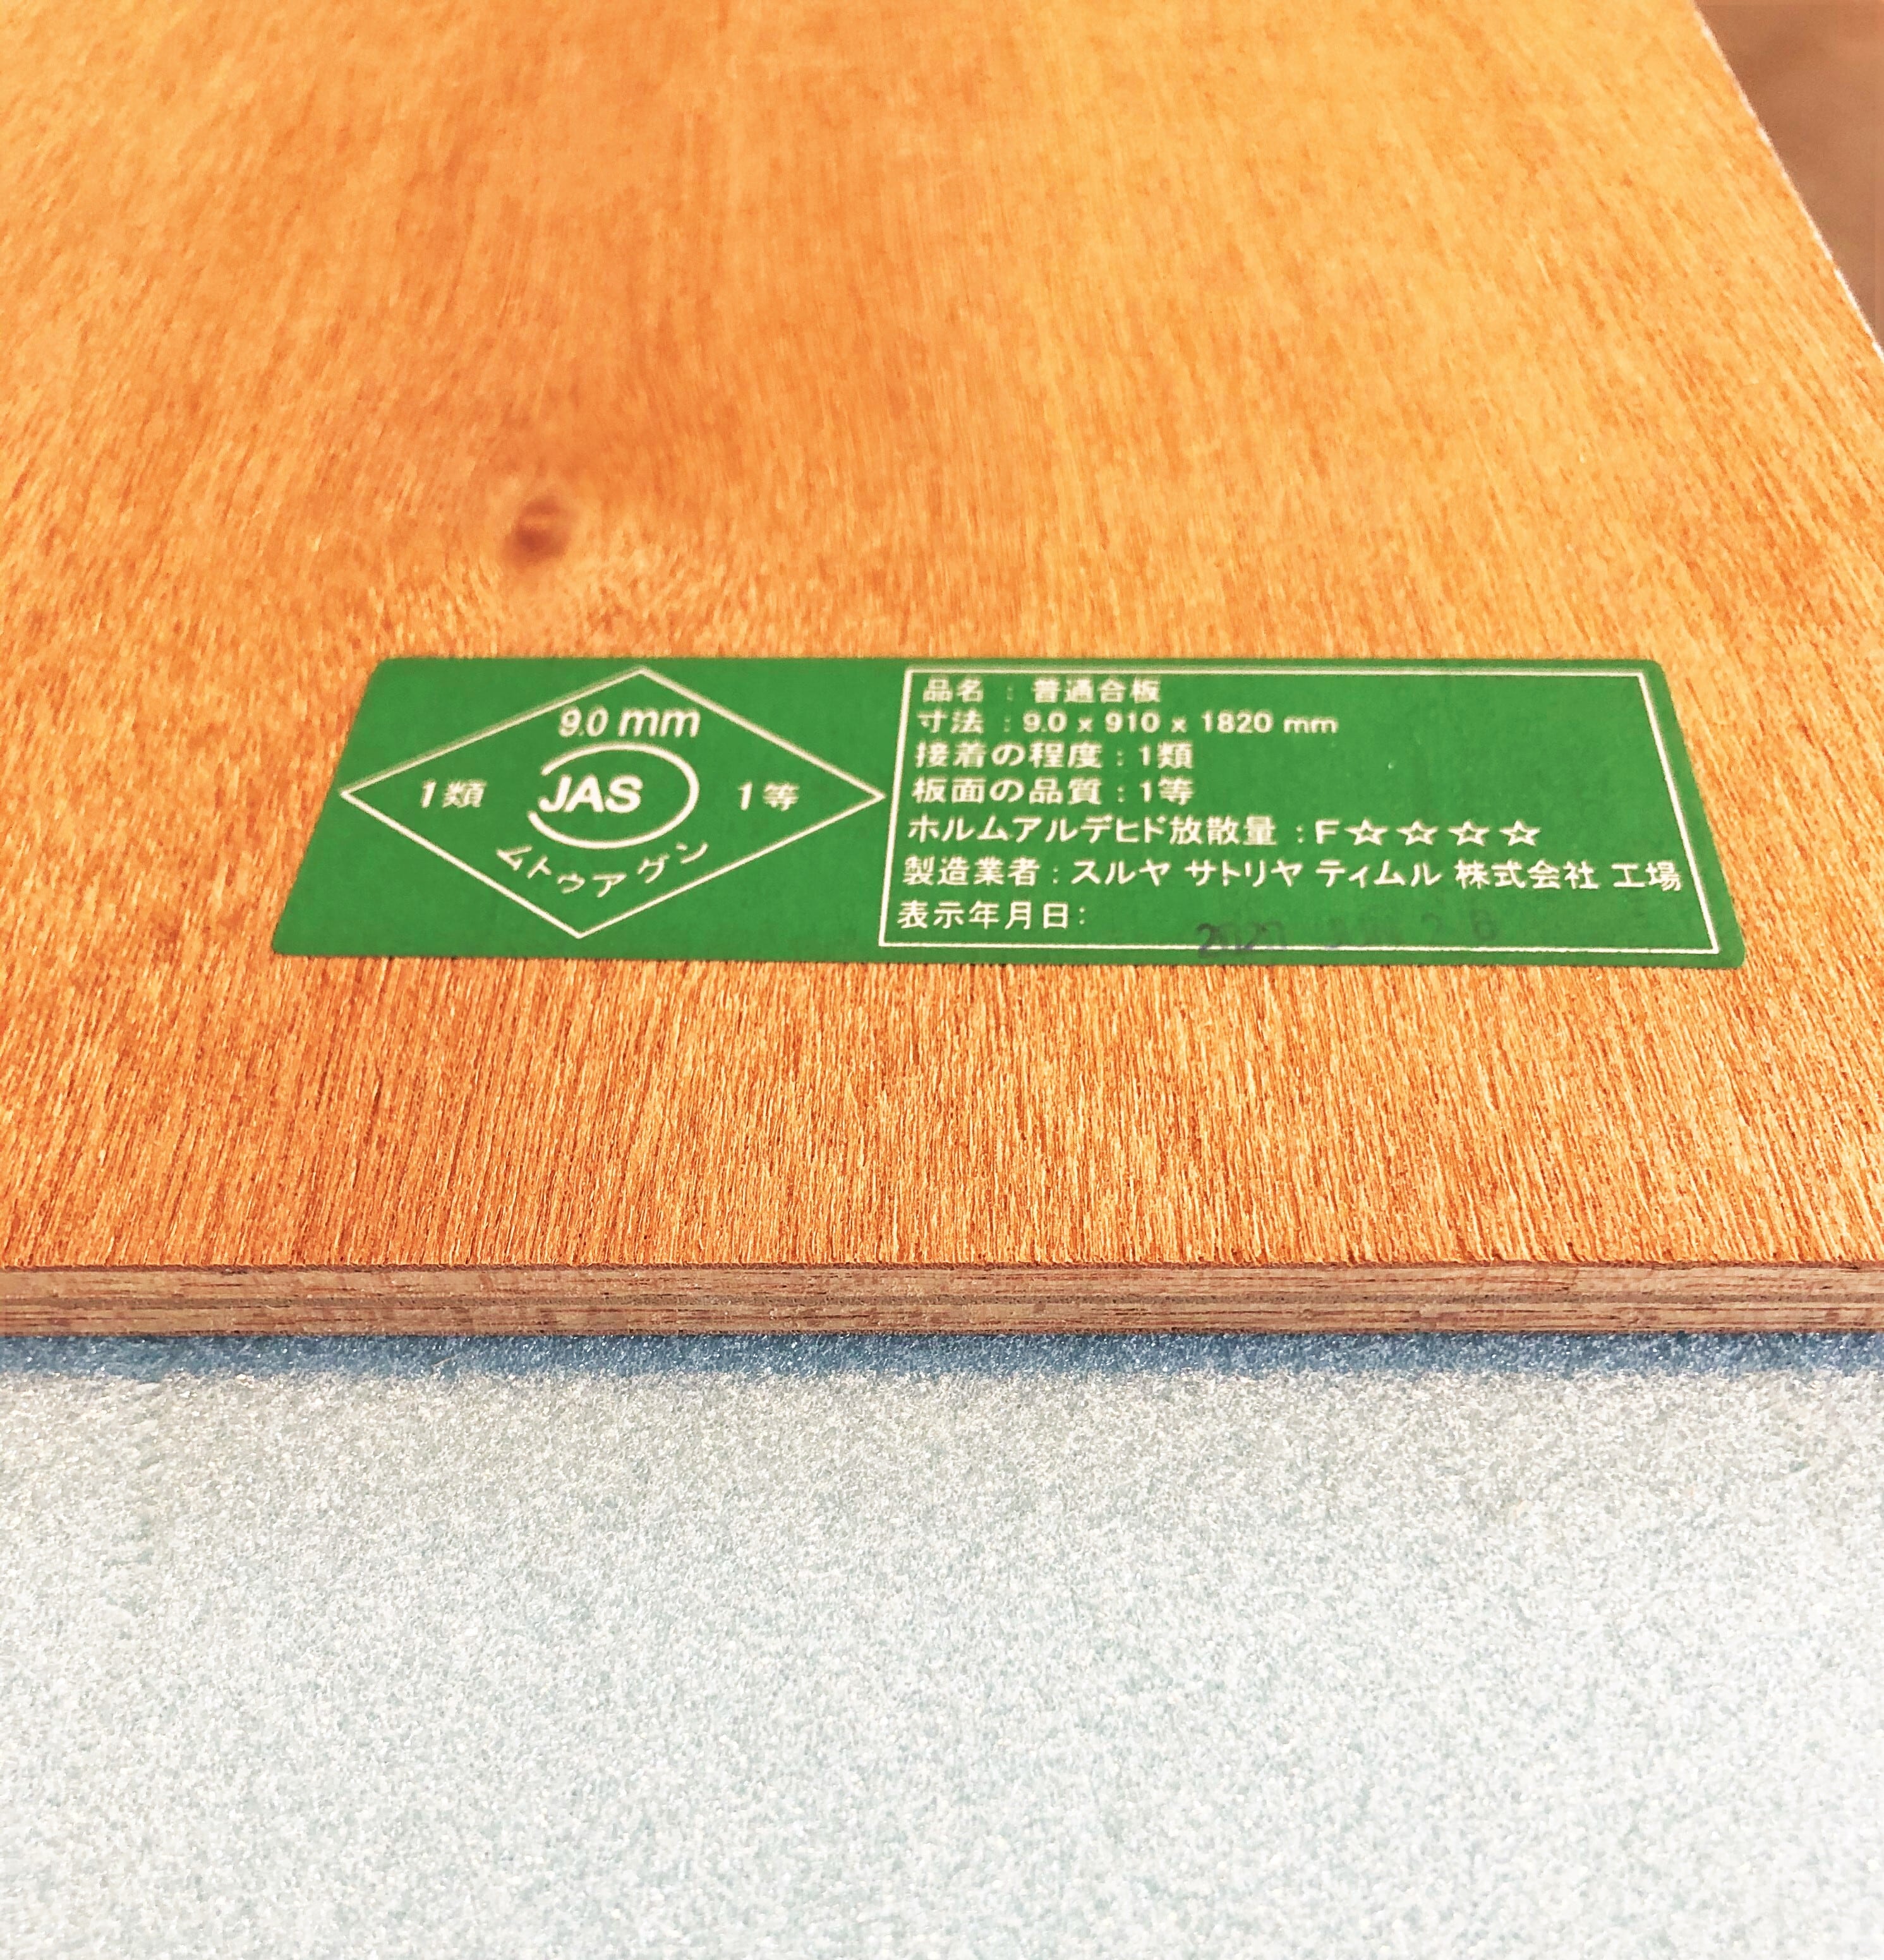 9.0 mm
1類 JAS 1等
ムトゥアグン
品名 : 普通合板
寸法 : 9.0 x 910 x 1820 mm
接着の程度 : 1類
板面の品質 : 1等
ホルムアルデヒド放散量 : F☆☆☆☆
製造業者 : スルヤ サトリヤ ティムル 株式会社 工場
表示年月日: